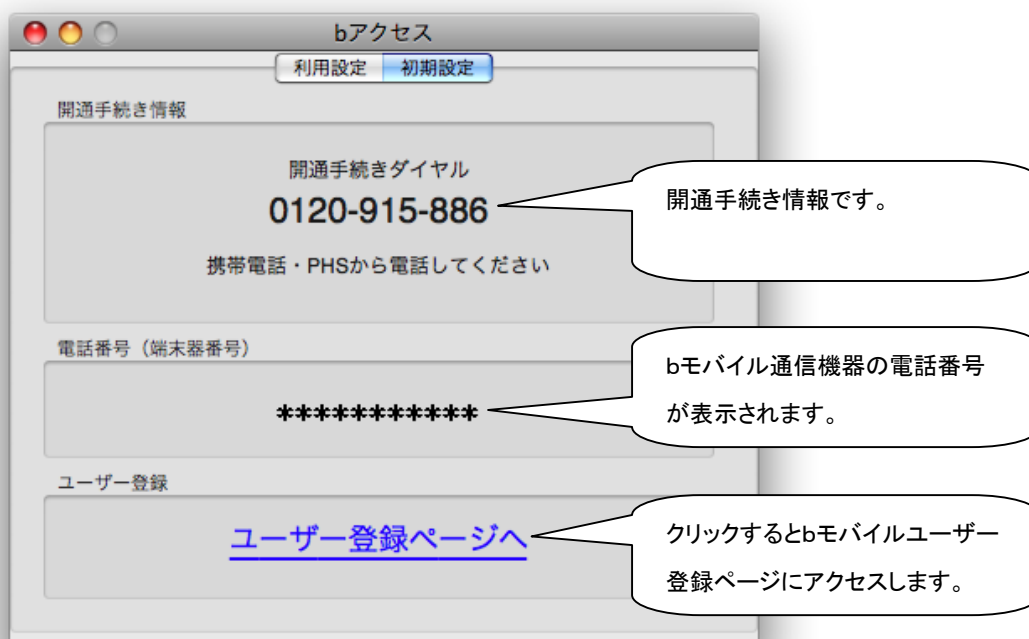 bアクセス
利用設定 初期設定
開通手続き情報
開通手続きダイヤル
0120-915-886
携帯電話・PHSから電話してください
開通手続き情報です。
電話番号（端末器番号）
***********
bモバイル通信機器の電話番号
が表示されます。
ユーザー登録
ユーザー登録ページへ
クリックするとbモバイルユーザー
登録ページにアクセスします。